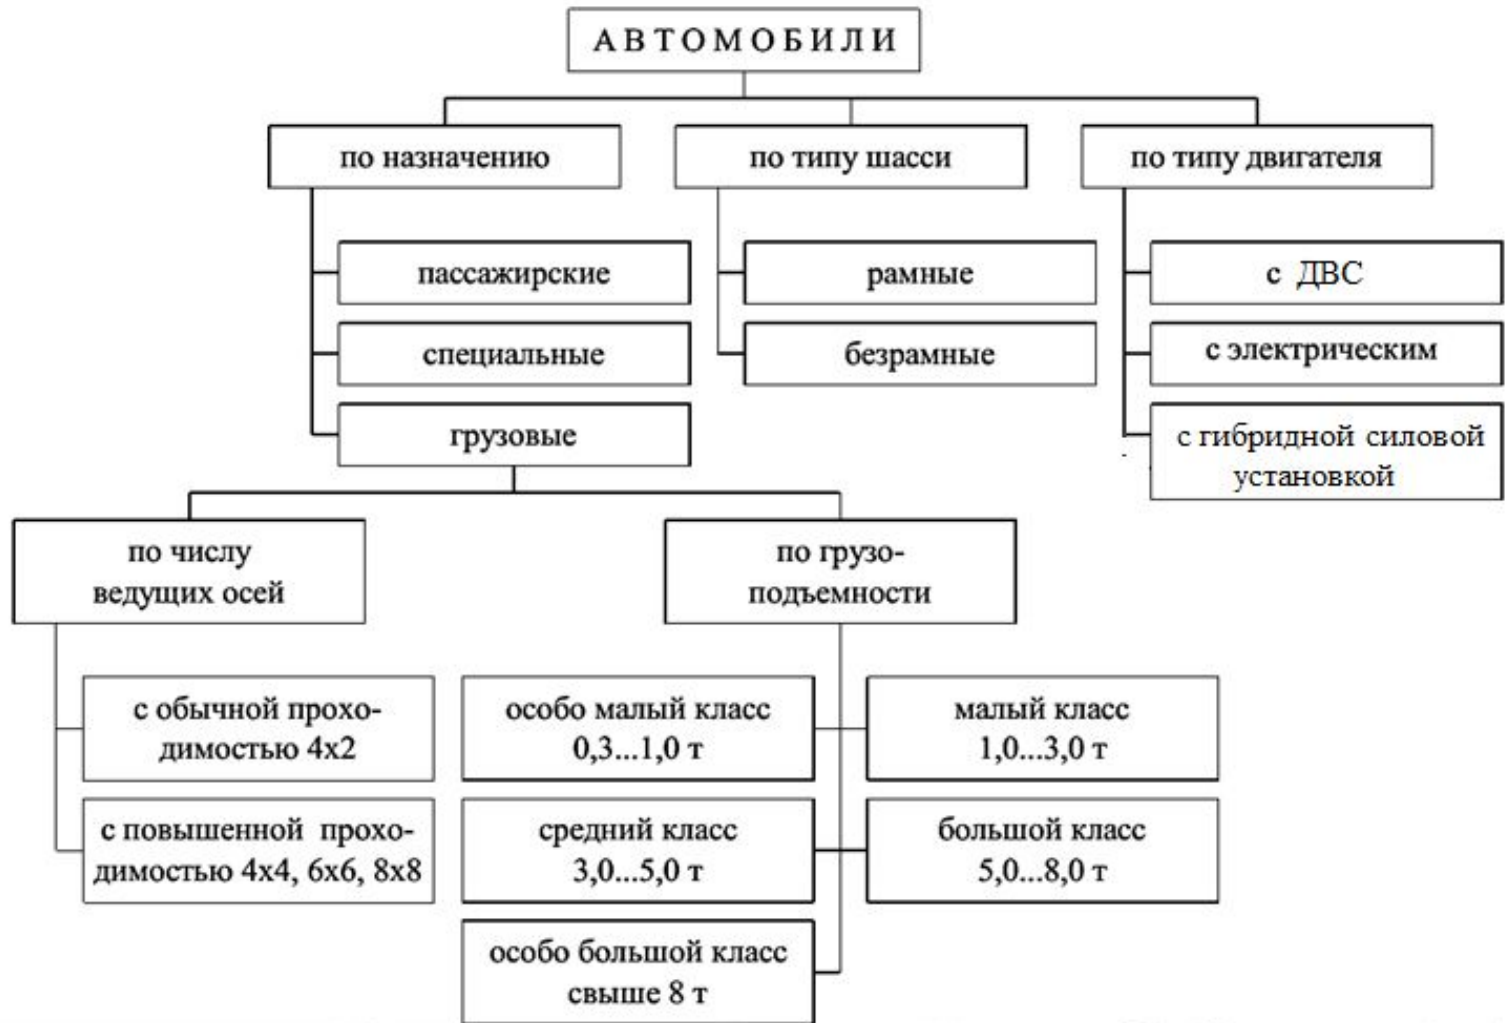 АВТОМОБИЛИ
по назначению
по типу шасси
по типу двигателя
пассажирские
рамные
с ДВС
специальные
безрамные
с электрическим
грузовые
с гибридной силовой
установкой
по числу
ведущих осей
по грузо-
подъемности
с обычной прохо-
димостью 4х2
особо малый класс
0,3...1,0 т
малый класс
1,0...3,0 т
с повышенной прохо-
димостью 4х4, 6х6, 8х8
средний класс
3,0...5,0 т
большой класс
5,0...8,0 т
особо большой класс
свыше 8 т